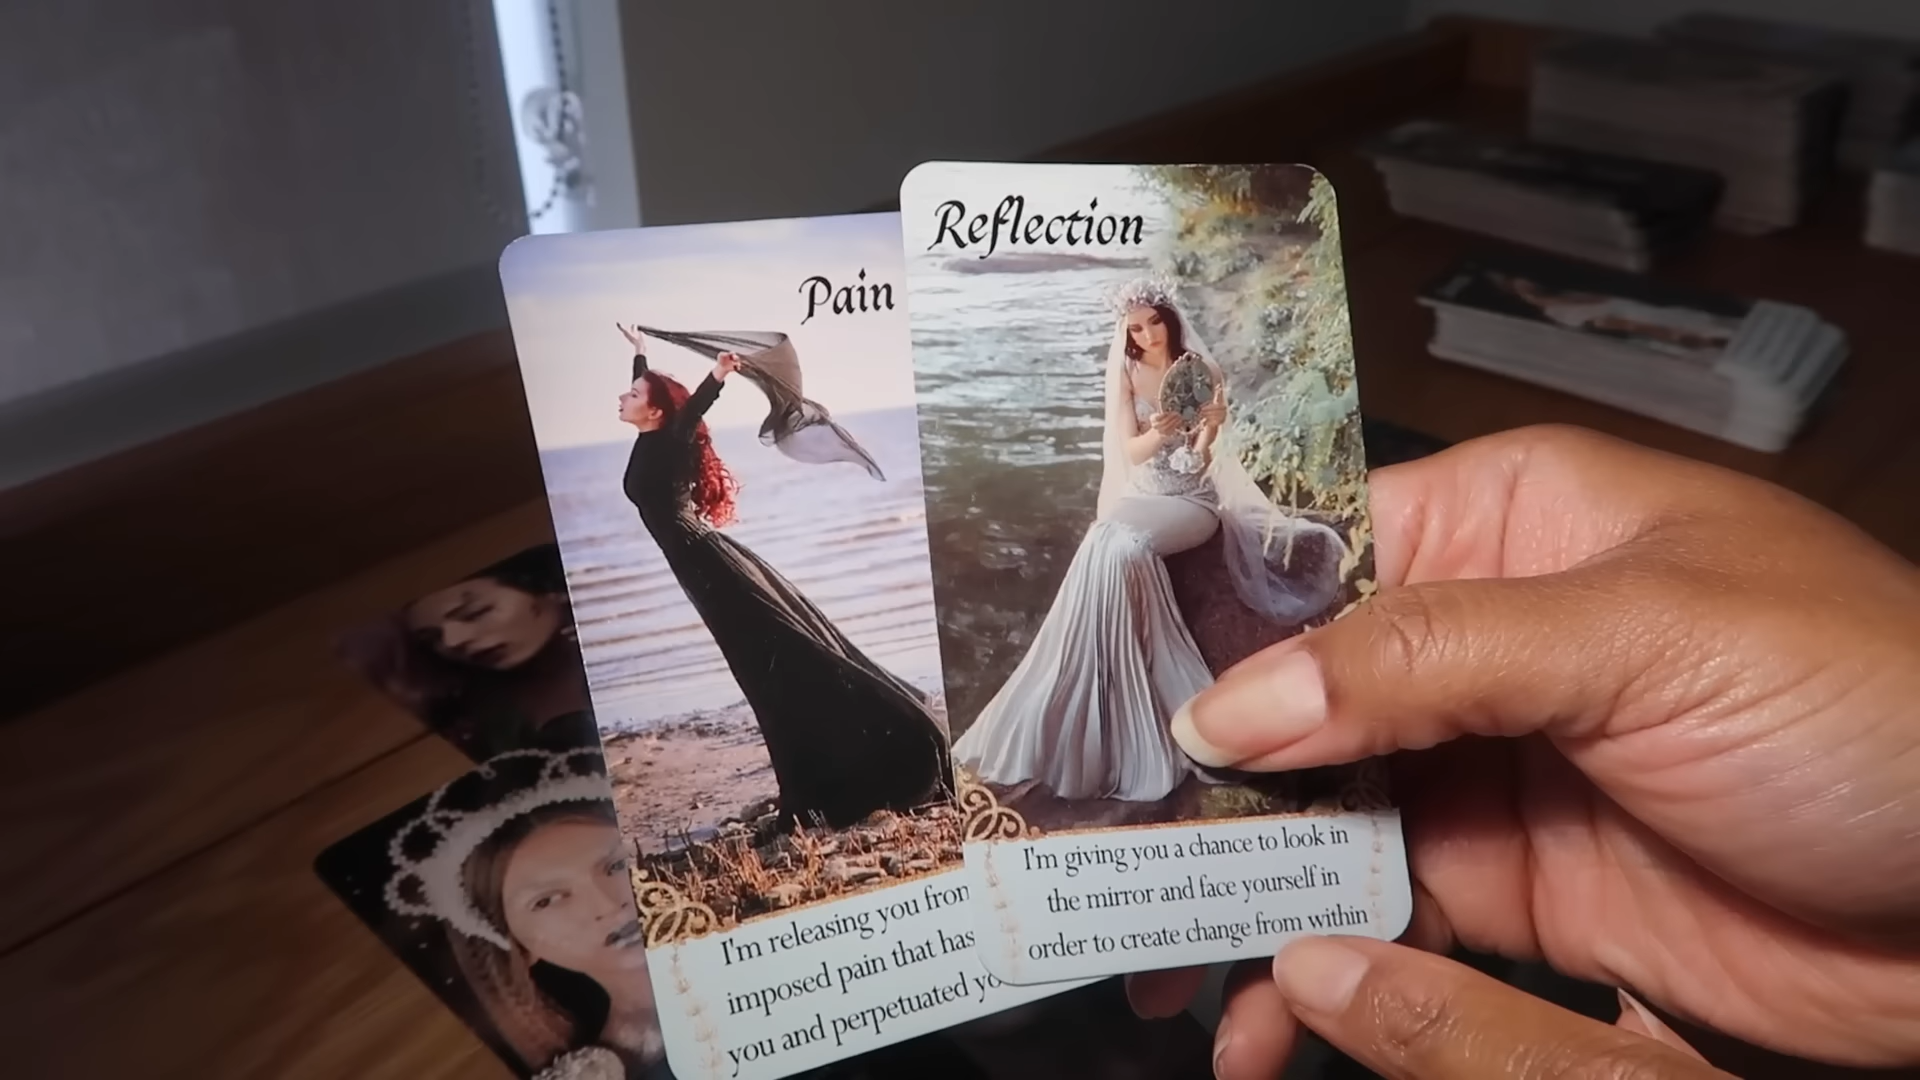 Pain
I'm releasing you from
imposed pain that has
you and perpetuated
Reflection
I'm giving you a chance to look in
the mirror and face yourself in
order to create change from within